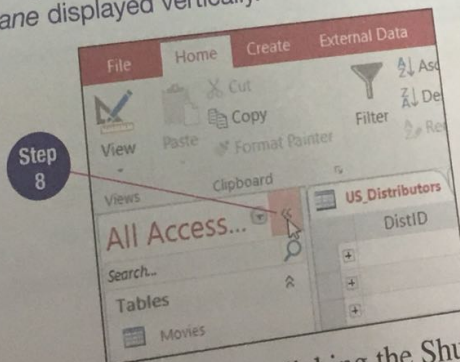 ane displayed vertically.
File Home Create External Data
Cut
Copy
Format Painter
View Paste Filter
Views Clipboard
Step
8
All Access...
US_Distributors
DistID
Search...
Tables
Movies
the